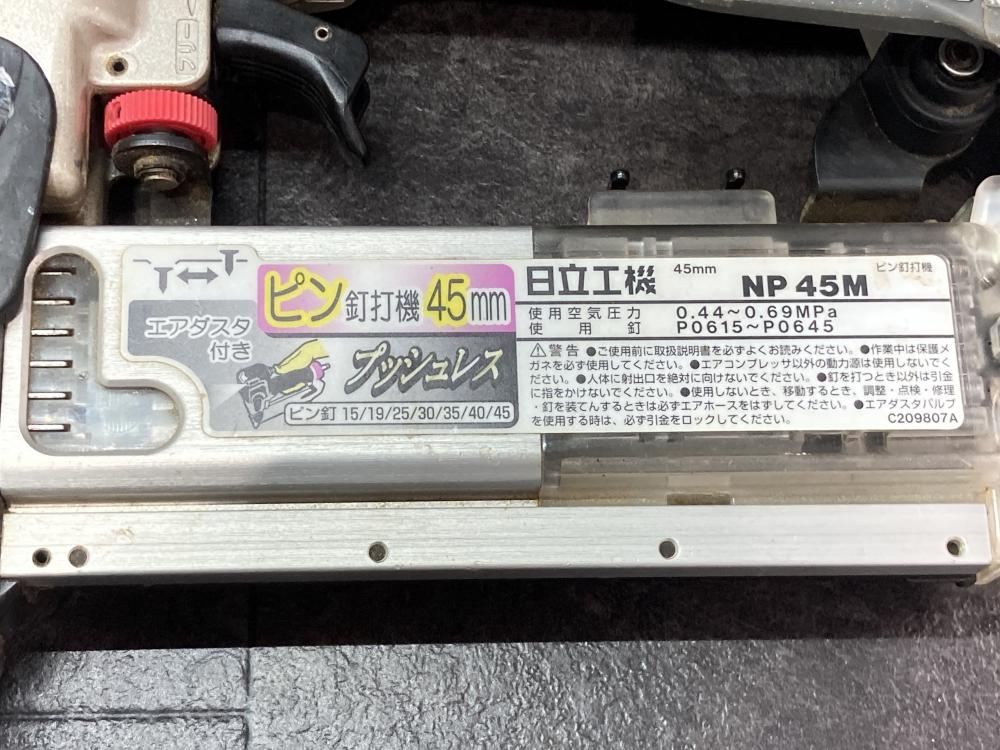 フリー
エアダスタ
付き
ピン釘打機45mm
プッシュレス
ピン釘 15/19/25/30/35/40/45
日立工機 45mm NP 45M ピン釘打機
使用空気圧力 0.44~0.69MPa
使用釘 P0615~P0645
⚠警告 ●ご使用前に取扱説明書を必ずよくお読みください。●作業中は保護メ
ガネを必ず使用してください。●エアコンプレッサ以外の動力源は使用しないでく
ださい。●人体に射出口を絶対に向けないでください。●釘を打つとき以外は引金
に指をかけないでください。●使用しないとき、移動するとき、調整・点検・修理
・釘を装てんするときは必ずエアホースをはずしてください。●エアダスタバルブ
を使用する時は、必ず引金をロックしてください。 C209807A